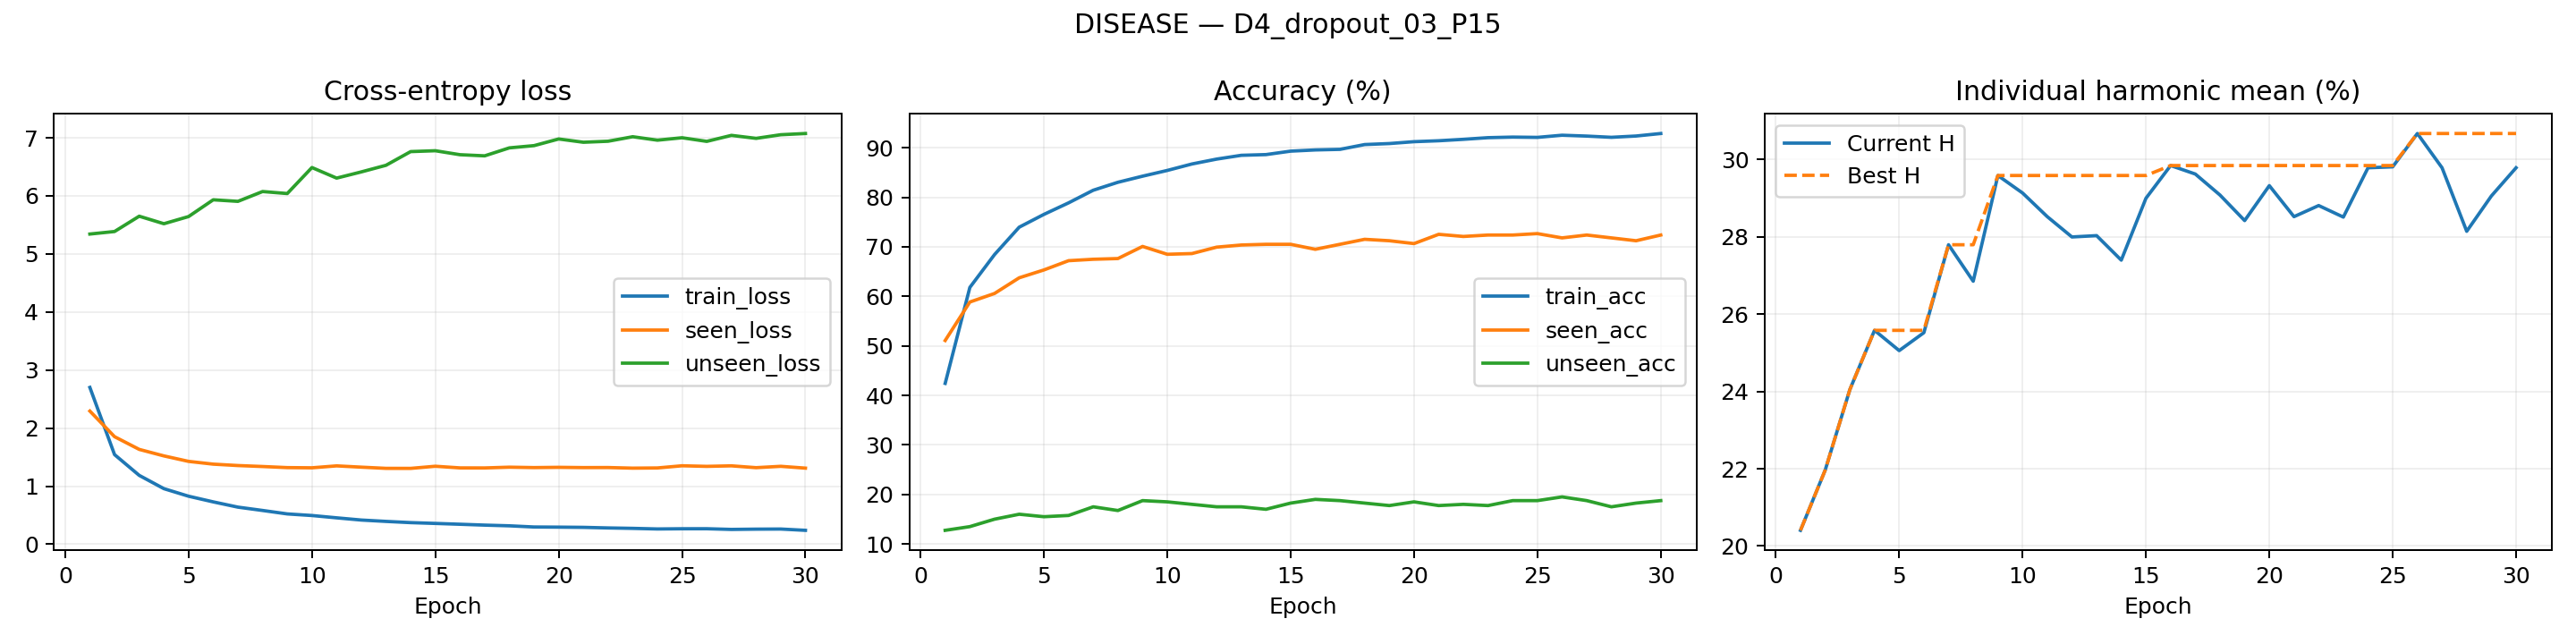 DISEASE — D4_dropout_03_P15
Cross-entropy loss
7
6
5
4
3
2
1
0
train_loss
seen_loss
unseen_loss
0 5 10 15 20 25 30
Epoch
Accuracy (%)
90
80
70
60
50
40
30
20
10
train_acc
seen_acc
unseen_acc
0 5 10 15 20 25 30
Epoch
Individual harmonic mean (%)
Current H
Best H
30
28
26
24
22
20
0 5 10 15 20 25 30
Epoch